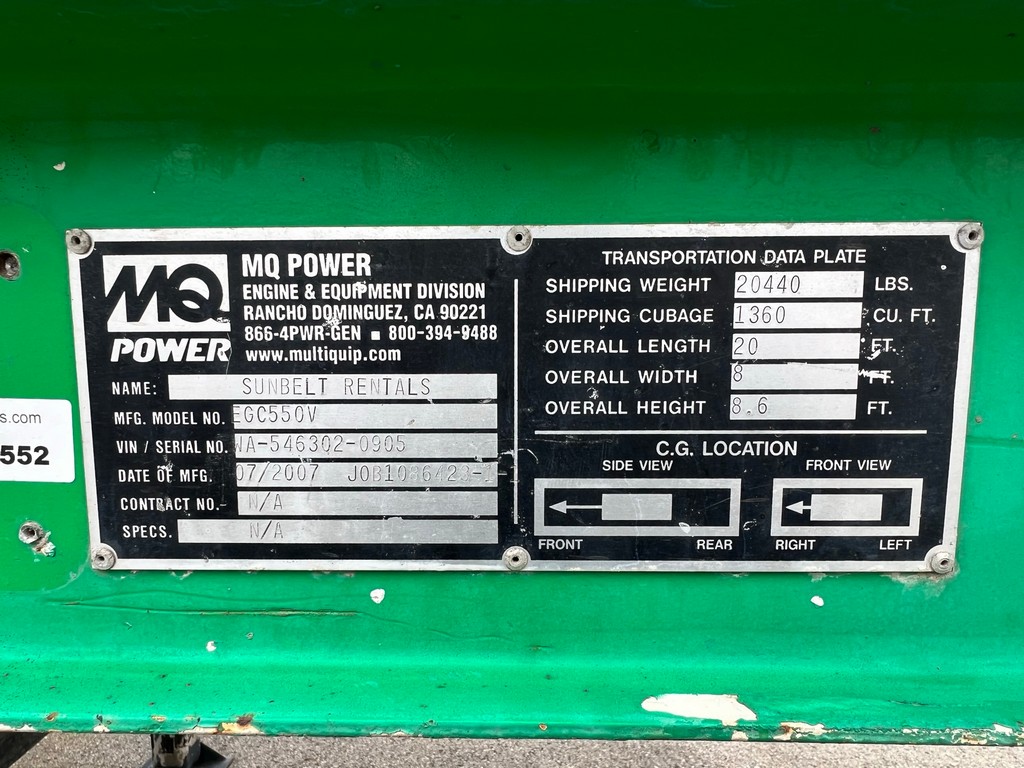 MQ
POWER
MQ POWER
ENGINE & EQUIPMENT DIVISION
RANCHO DOMINGUEZ, CA 90221
866-4PWR-GEN ■ 800-394-9488
www.multiquip.com
NAME: SUNBELT RENTALS
MFG. MODEL NO. EGC550V
VIN / SERIAL NO. WA-546302-0905
DATE OF MFG. 07/2007
CONTRACT NO. N/A
SPECS. N/A
TRANSPORTATION DATA PLATE
SHIPPING WEIGHT 20440 LBS.
SHIPPING CUBAGE 1360 CU. FT.
OVERALL LENGTH 20 FT.
OVERALL WIDTH 8 FT.
OVERALL HEIGHT 8.6 FT.
C.G. LOCATION
SIDE VIEW FRONT VIEW
FRONT REAR RIGHT LEFT
s.com
552